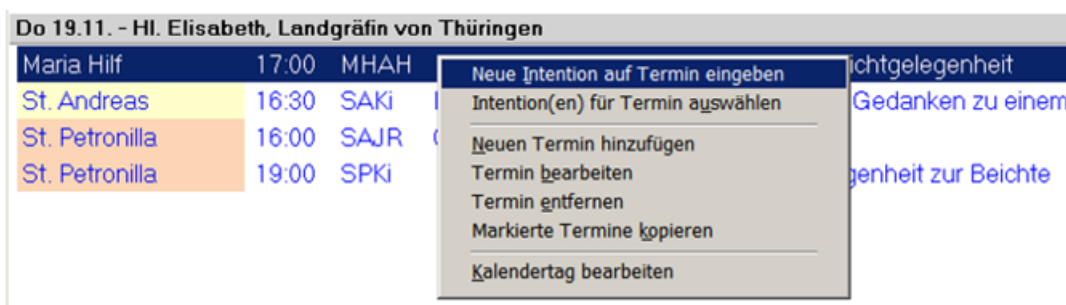 Do 19.11. - Hl. Elisabeth, Landgräfin von Thüringen
Maria Hilf 17:00 MHAH
St. Andreas 16:30 SAKi Gedanken zu einem
St. Petronilla 16:00 SAJR
St. Petronilla 19:00 SPKi zur Beichte
Neue Intention auf Termin eingeben
Intention(en) für Termin auswählen
Neuen Termin hinzufügen
Termin bearbeiten
Termin entfernen
Markierte Termine kopieren
Kalendertag bearbeiten